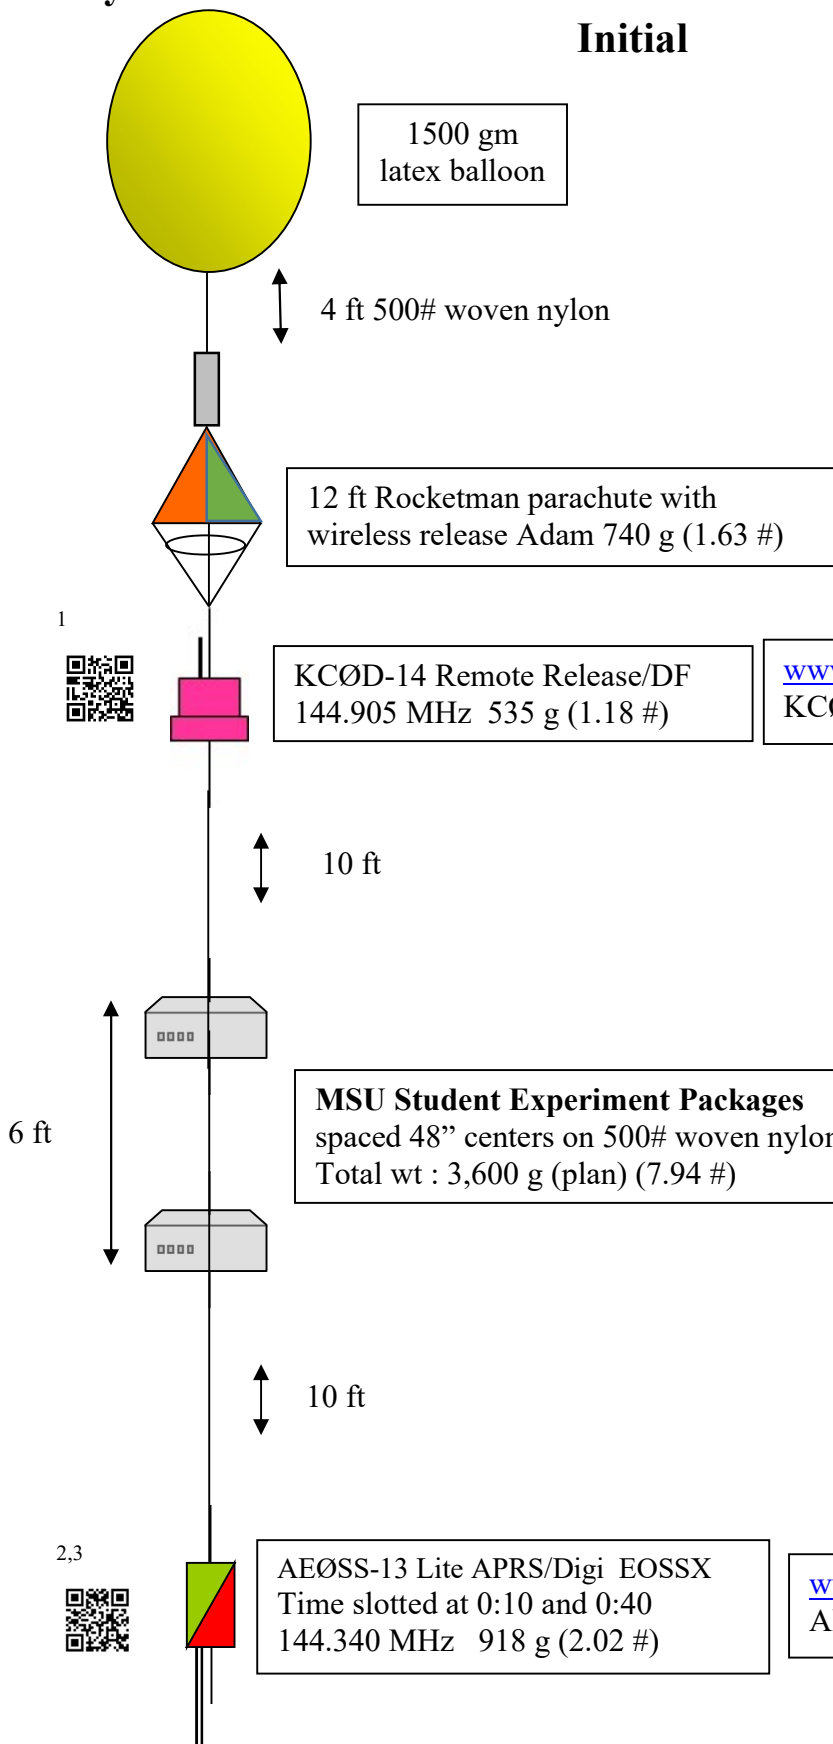 Initial
1500 gm
latex balloon
4 ft 500# woven nylon
12 ft Rocketman parachute with
wireless release Adam 740 g (1.63 #)
1
KCØD-14 Remote Release/DF
144.905 MHz  535 g (1.18 #)
10 ft
6 ft
MSU Student Experiment Packages
spaced 48” centers on 500# woven nylon
Total wt : 3,600 g (plan) (7.94 #)
10 ft
2,3
AEØSS-13 Lite APRS/Digi  EOSSX
Time slotted at 0:10 and 0:40
144.340 MHz   918 g (2.02 #)